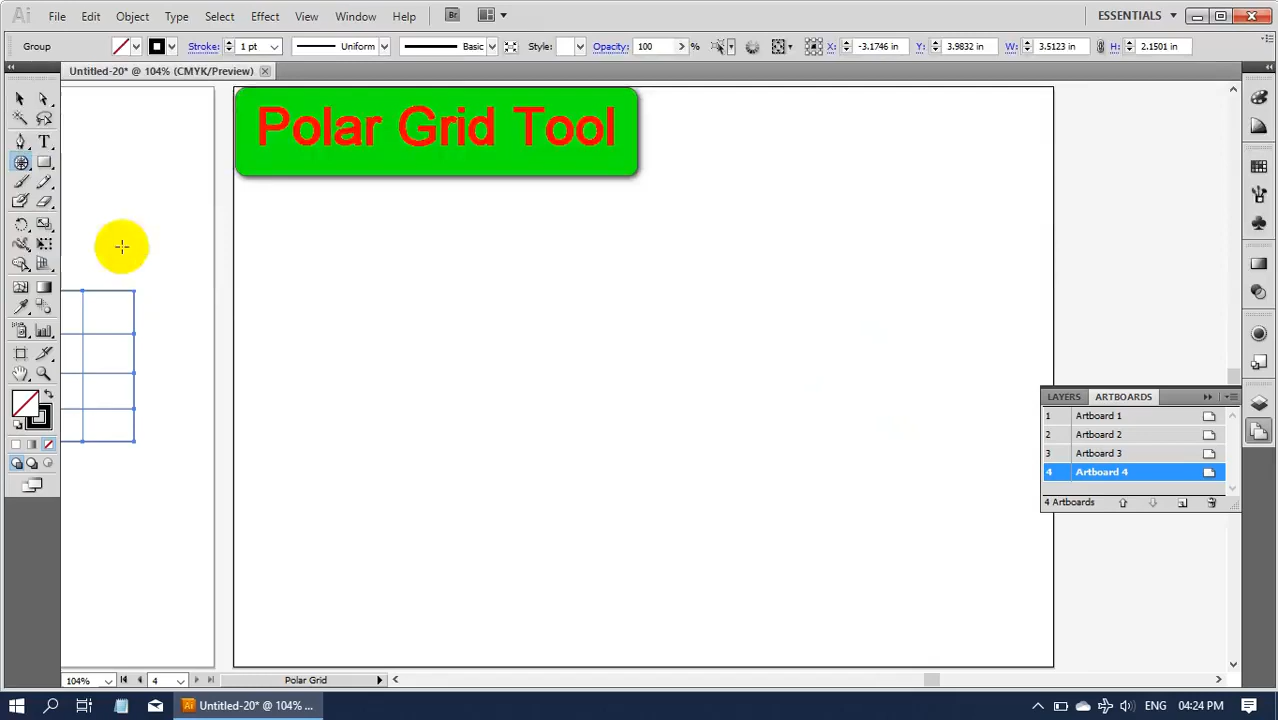 Ai File Edit Object Type Select Effect View Window Help Br ESSENTIALS
Group Stroke: 1 pt Uniform Basic Style: Opacity: 100 % X: -3.1746 in Y: 3.9832 in W: 3.5123 in H: 2.1501 in
Untitled-20* @ 104% (CMYK/Preview)
Polar Grid Tool
LAYERS ARTBOARDS
1 Artboard 1
2 Artboard 2
3 Artboard 3
4 Artboard 4
4 Artboards
104% 4 Polar Grid
Untitled-20* @ 104% ... ENG 04:24 PM